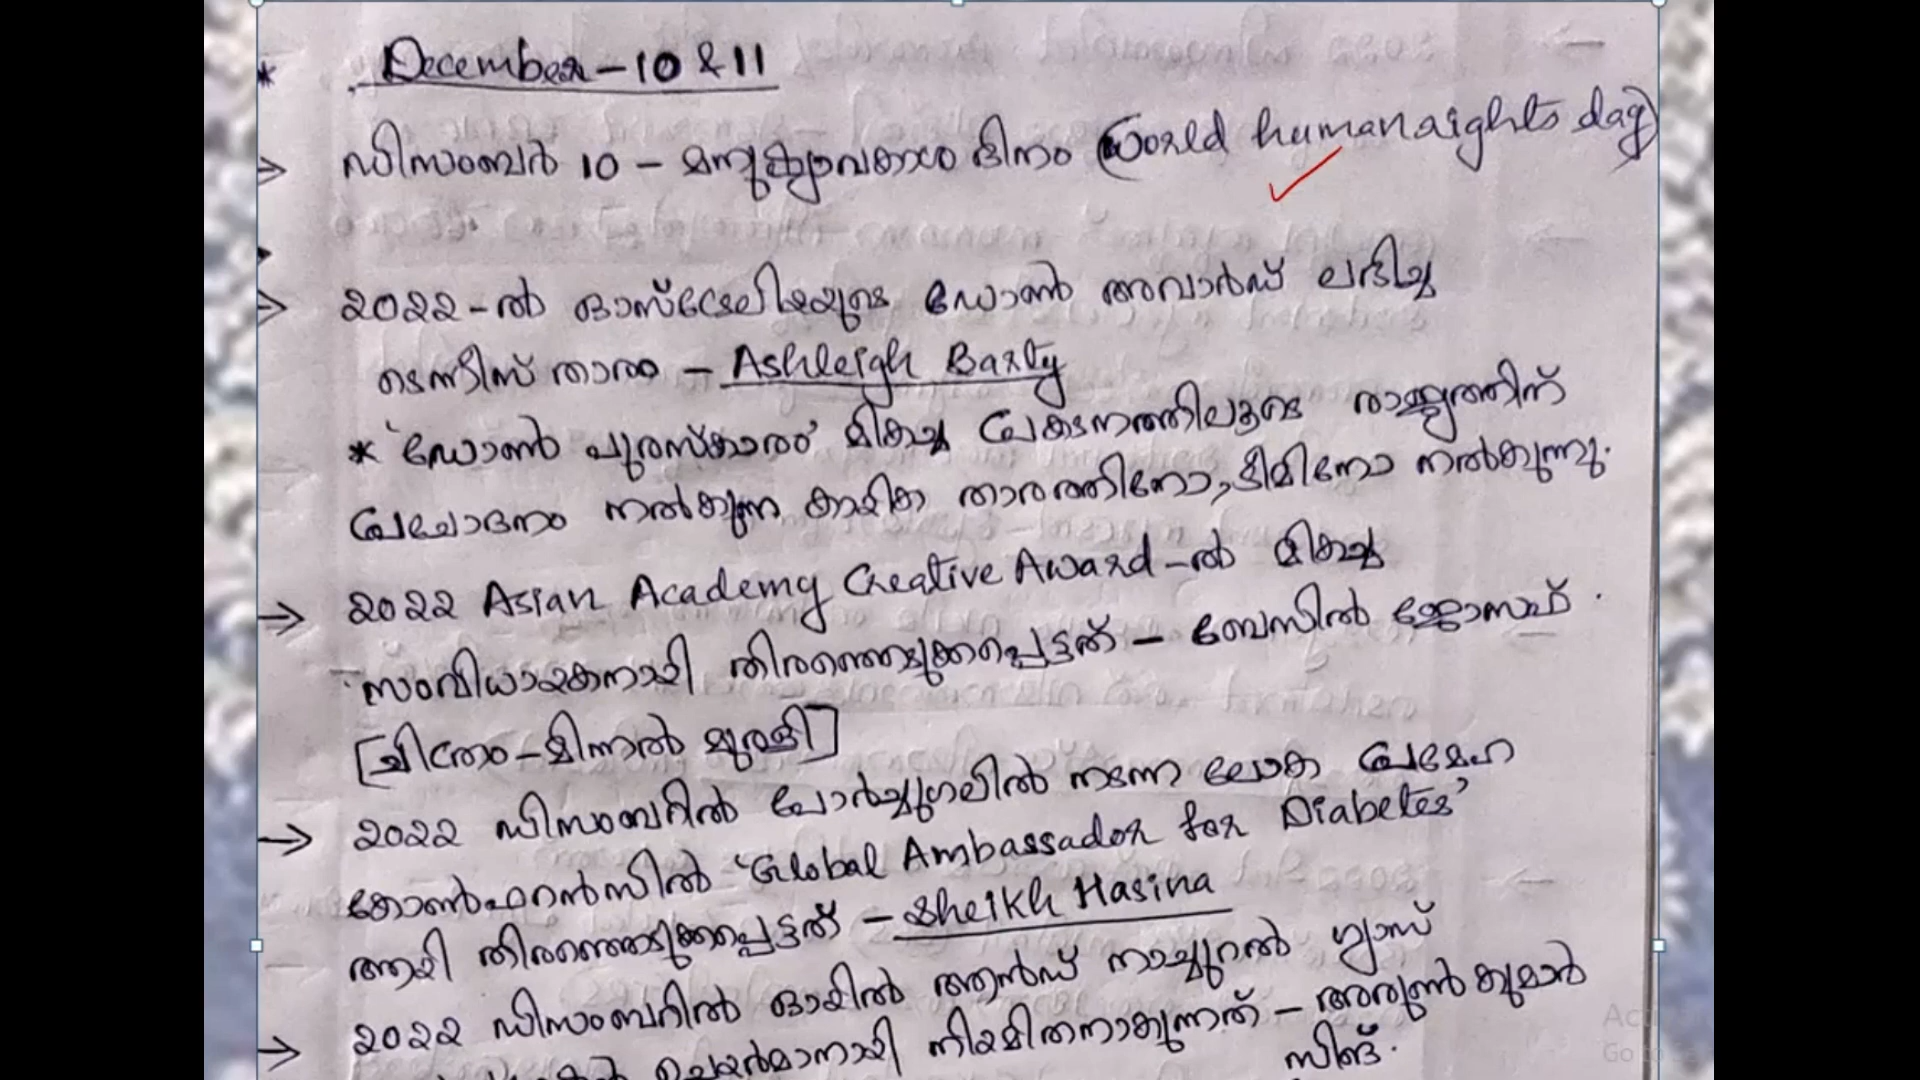 * December - 10 & 11
→ ഡിസംബർ 10 - മനുഷ്യാവകാശ ദിനം (World human rights day)
→ 2022-ൽ ഓസ്ട്രേലിയയുടെ ഡോൺ അവാർഡ് ലഭിച്ച
ടെന്നീസ് താരം - Ashleigh Barty
* 'ഡോൺ പുരസ്കാരം' മികച്ച പ്രകടനത്തിലൂടെ രാജ്യത്തിന്
പ്രചോദനം നൽകുന്ന കായിക താരത്തിനോ, ടീമിനോ നൽകുന്നു.
→ 2022 Asian Academy Creative Award-ൽ മികച്ച
സംവിധായകനായി തിരഞ്ഞെടുക്കപ്പെട്ടത് - ബേസിൽ ജോസഫ്.
[ചിത്രം - മിന്നൽ മുരളി]
→ 2022 ഡിസംബറിൽ പോർച്ചുഗലിൽ നടന്ന ലോക പ്രമേഹ
കോൺഫറൻസിൽ 'Global Ambassador for Diabetes'
ആയി തിരഞ്ഞെടുക്കപ്പെട്ടത് - Sheikh Hasina
→ 2022 ഡിസംബറിൽ ഓയിൽ ആൻഡ് നാച്ചുറൽ ഗ്യാസ്
ചെയർമാനായി നിയമിതനാകുന്നത് - അരുൺ കുമാർ
സിങ്.